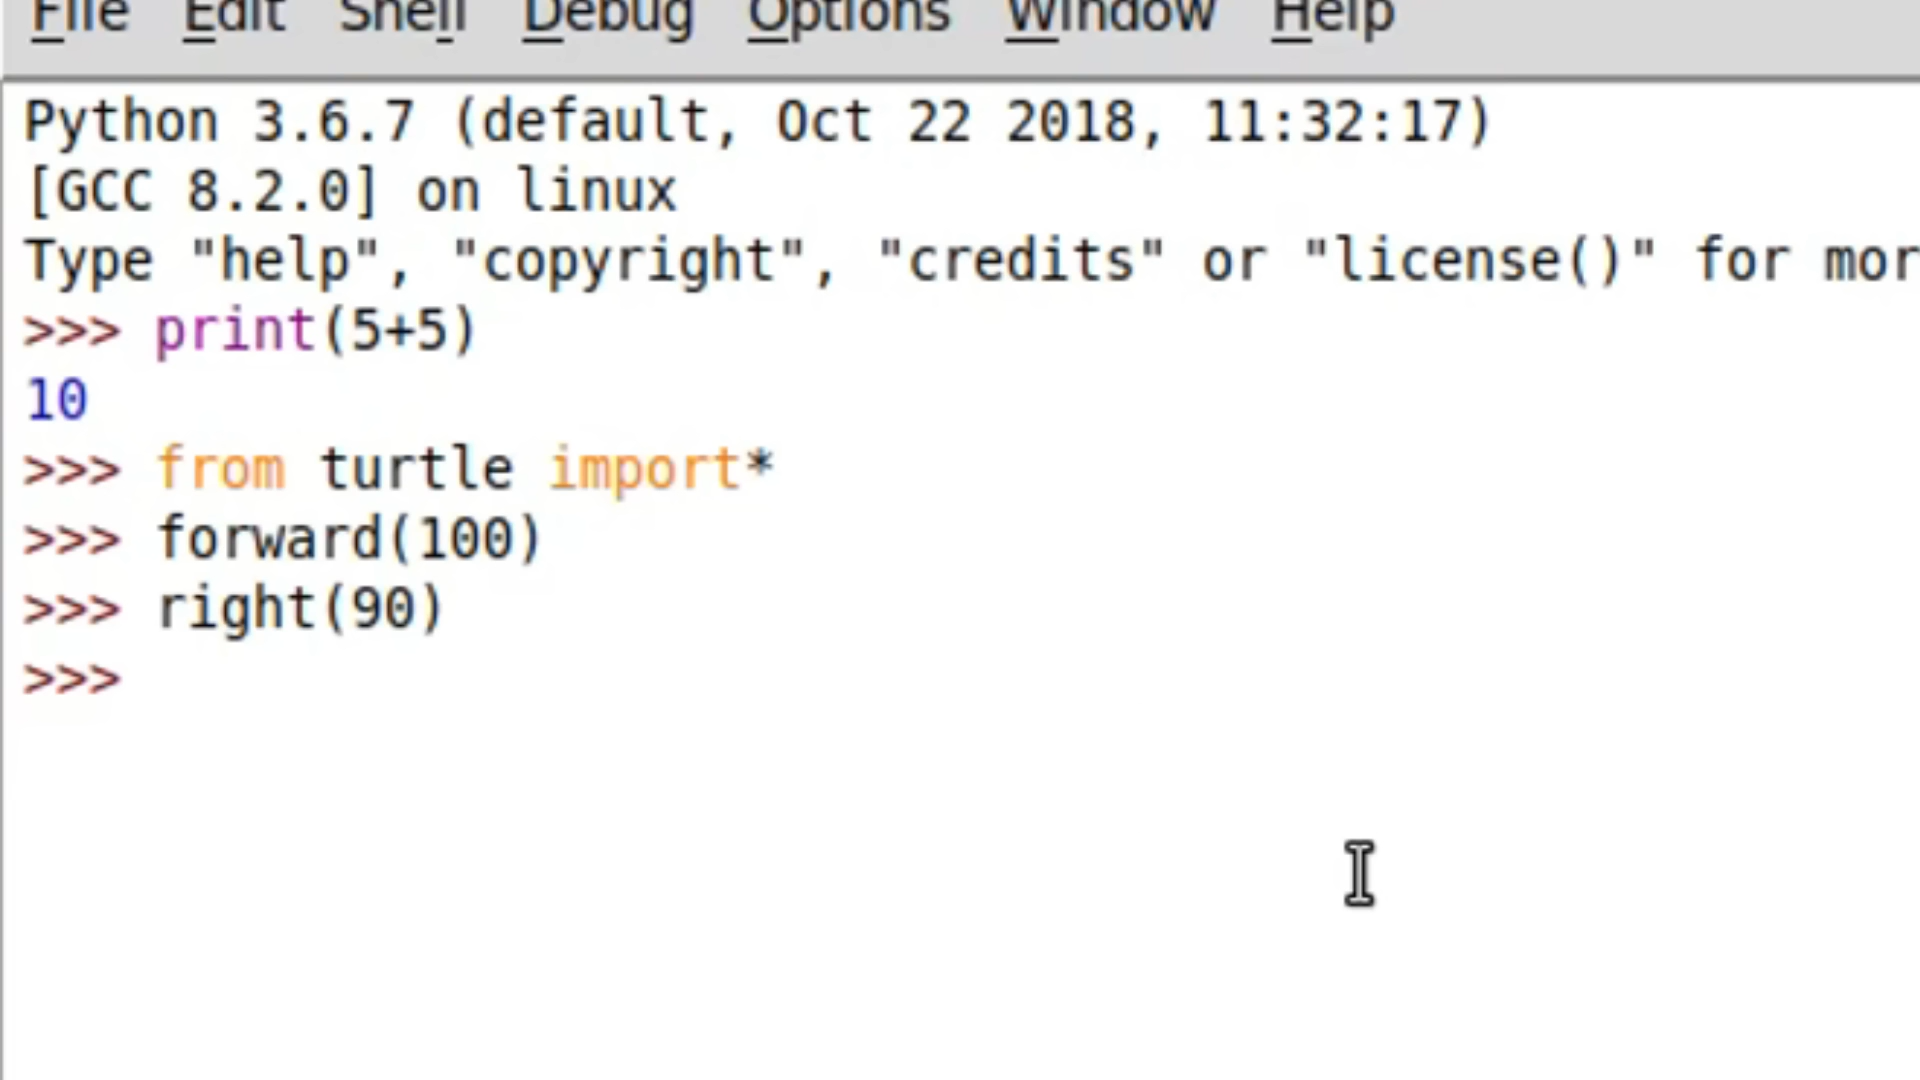 File Edit Shell Debug Options Window Help
Python 3.6.7 (default, Oct 22 2018, 11:32:17)
[GCC 8.2.0] on linux
Type "help", "copyright", "credits" or "license()" for mor
>>> print(5+5)
10
>>> from turtle import*
>>> forward(100)
>>> right(90)
>>>